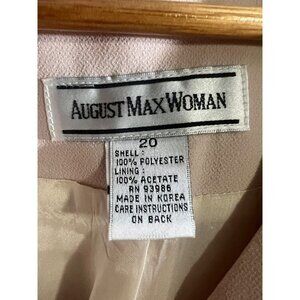 AUGUST MAX WOMAN
20
SHELL:
100% POLYESTER
LINING:
100% ACETATE
RN 93986
MADE IN KOREA
CARE INSTRUCTIONS
ON BACK